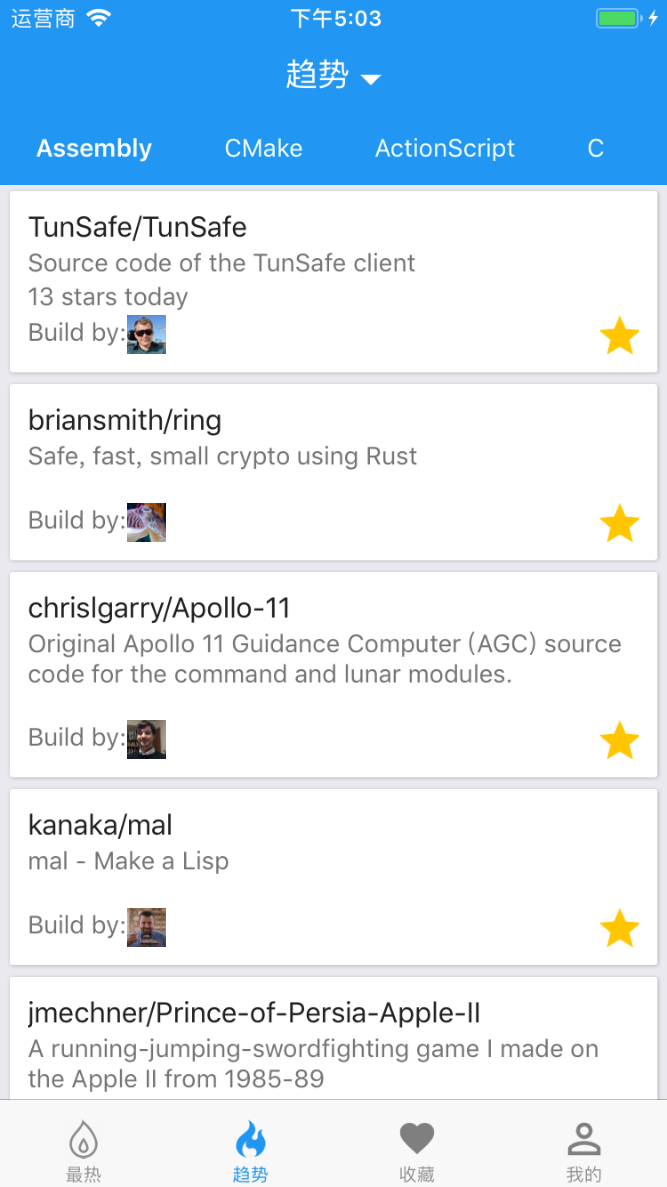 运营商 下午5:03
趋势
Assembly CMake ActionScript C
TunSafe/TunSafe
Source code of the TunSafe client
13 stars today
Build by:
briansmith/ring
Safe, fast, small crypto using Rust
Build by:
chrislgarry/Apollo-11
Original Apollo 11 Guidance Computer (AGC) source
code for the command and lunar modules.
Build by:
kanaka/mal
mal - Make a Lisp
Build by:
jmechner/Prince-of-Persia-Apple-II
A running-jumping-swordfighting game I made on
the Apple II from 1985-89
最热 趋势 收藏 我的